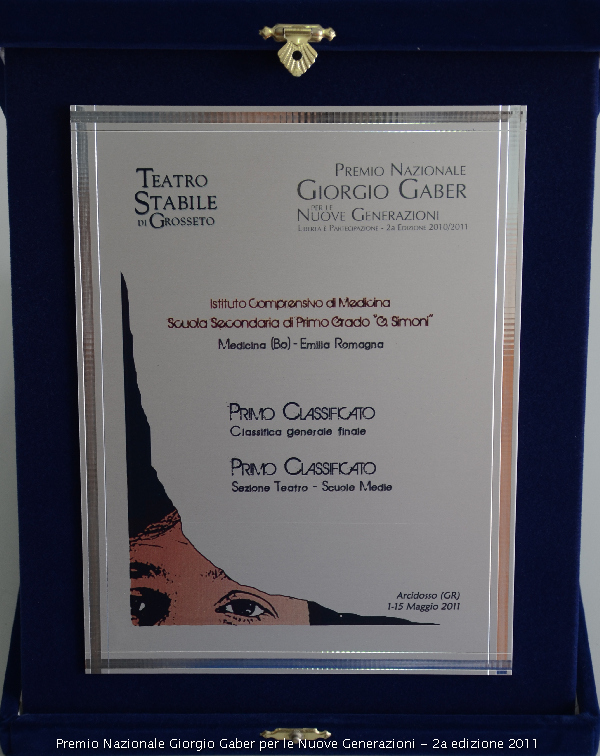 Teatro
Stabile
di Grosseto
Premio Nazionale
Giorgio Gaber
per le
Nuove Generazioni
Libertà è Partecipazione - 2a Edizione 2010/2011
Istituto Comprensivo di Medicina
Scuola Secondaria di Primo Grado "G. Simoni"
Medicina (Bo) - Emilia Romagna
Primo Classificato
Classifica generale finale
Primo Classificato
Sezione Teatro - Scuole Medie
Arcidosso (GR)
1-15 Maggio 2011
Premio Nazionale Giorgio Gaber per le Nuove Generazioni - 2a edizione 2011